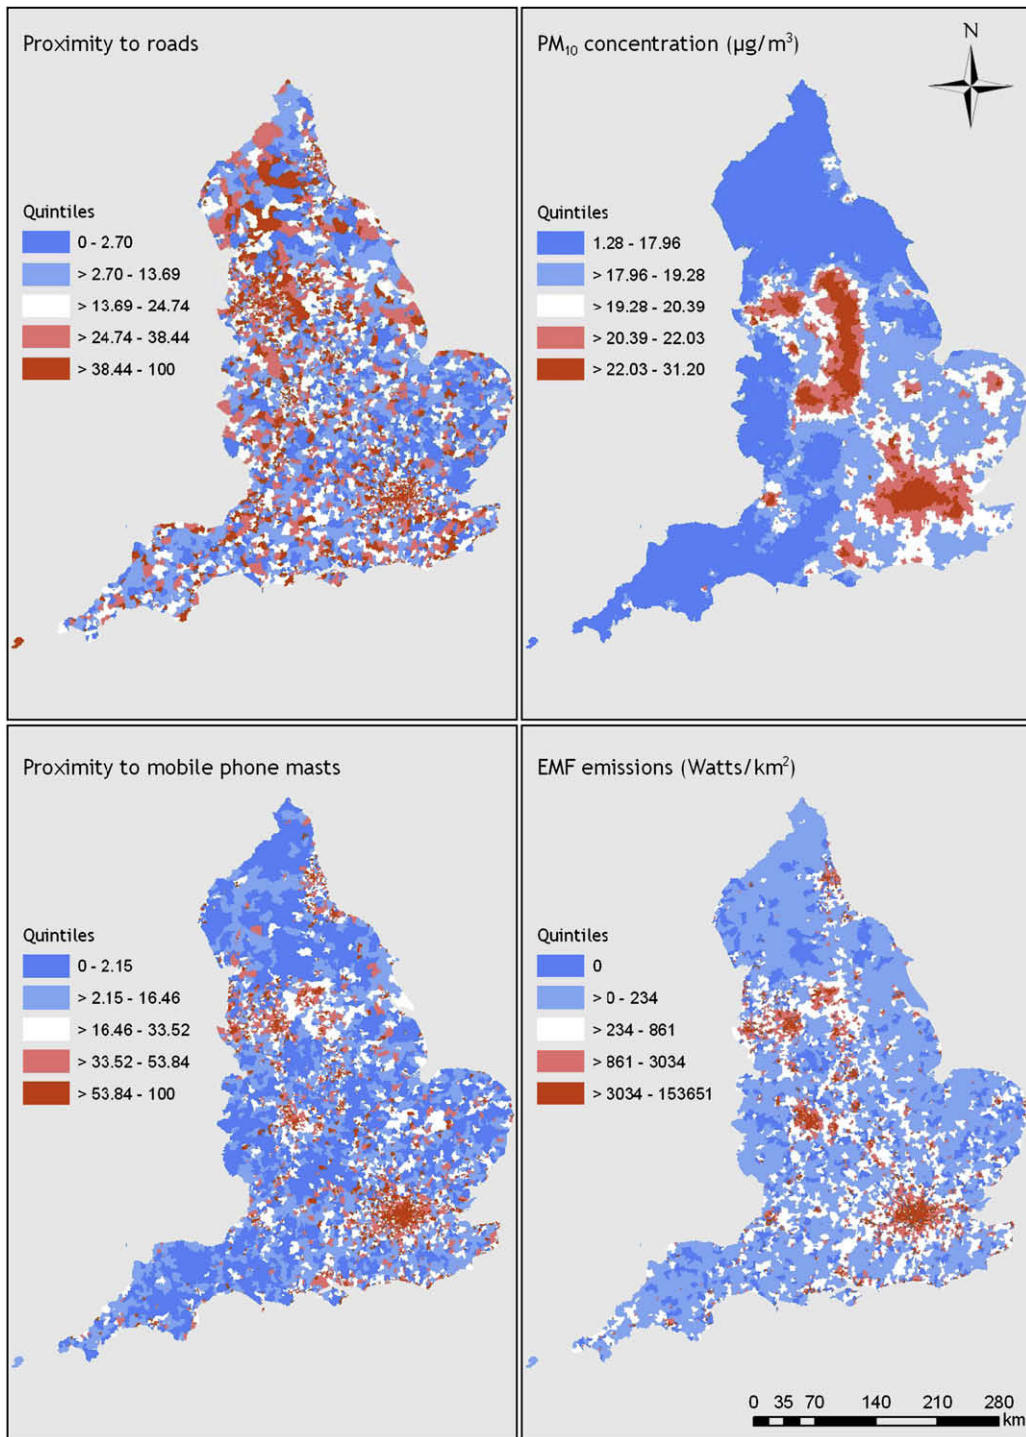 Proximity to roads
Quintiles
0 - 2.70
> 2.70 - 13.69
> 13.69 - 24.74
> 24.74 - 38.44
> 38.44 - 100
PM₁₀ concentration (µg/m³)
N
Quintiles
1.28 - 17.96
> 17.96 - 19.28
> 19.28 - 20.39
> 20.39 - 22.03
> 22.03 - 31.20
Proximity to mobile phone masts
Quintiles
0 - 2.15
> 2.15 - 16.46
> 16.46 - 33.52
> 33.52 - 53.84
> 53.84 - 100
EMF emissions (Watts/km²)
Quintiles
0
> 0 - 234
> 234 - 861
> 861 - 3034
> 3034 - 153651
0 35 70 140 210 280
km